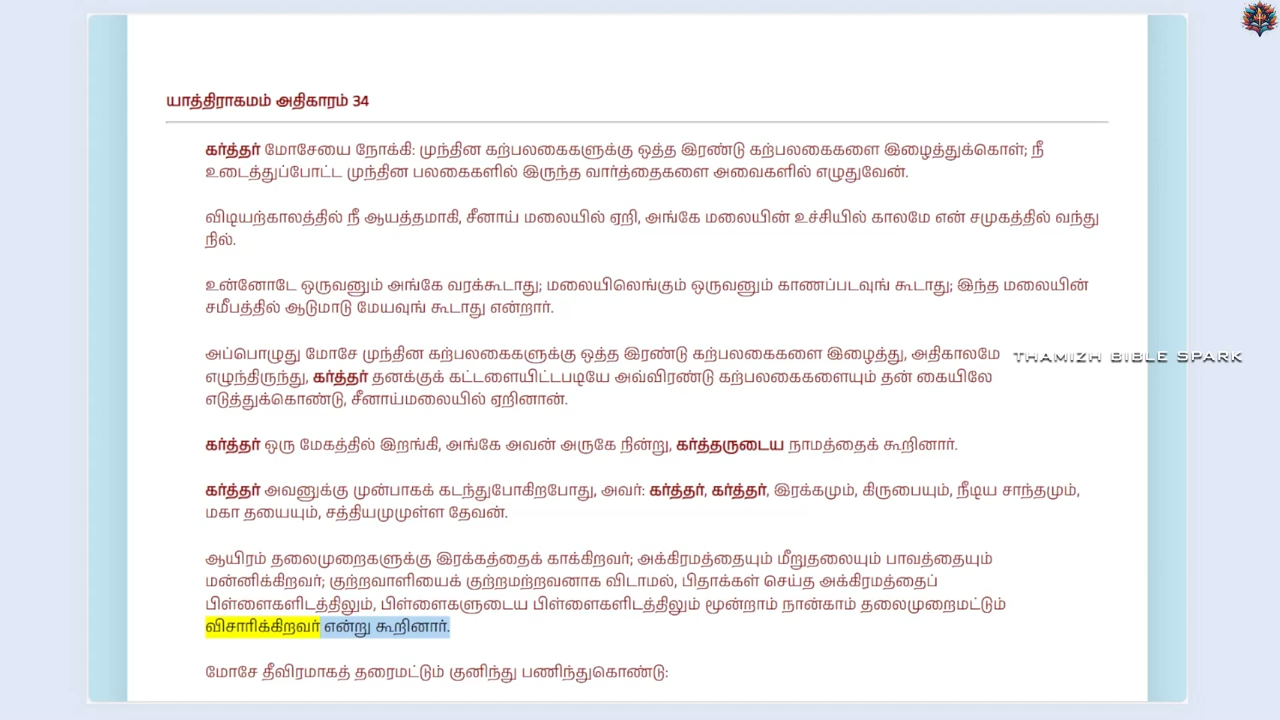 யாத்திராகமம் அதிகாரம் 34
கர்த்தர் மோசேயை நோக்கி: முந்தின கற்பலகைகளுக்கு ஒத்த இரண்டு கற்பலகைகளை இழைத்துக்கொள்; நீ
உடைத்துப்போட்ட முந்தின பலகைகளில் இருந்த வார்த்தைகளை அவைகளில் எழுதுவேன்.
விடியற்காலத்தில் நீ ஆயத்தமாகி, சீனாய் மலையில் ஏறி, அங்கே மலையின் உச்சியில் காலமே என் சமுகத்தில் வந்து
நில்.
உன்னோடே ஒருவனும் அங்கே வரக்கூடாது; மலையிலெங்கும் ஒருவனும் காணப்படவுங் கூடாது; இந்த மலையின்
சமீபத்தில் ஆடுமாடு மேயவுங் கூடாது என்றார்.
அப்பொழுது மோசே முந்தின கற்பலகைகளுக்கு ஒத்த இரண்டு கற்பலகைகளை இழைத்து, அதிகாலமே
THAMIZH BIBLE SPARK
எழுந்திருந்து, கர்த்தர் தனக்குக் கட்டளையிட்டபடியே அவ்விரண்டு கற்பலகைகளையும் தன் கையிலே
எடுத்துக்கொண்டு, சீனாய்மலையில் ஏறினான்.
கர்த்தர் ஒரு மேகத்தில் இறங்கி, அங்கே அவன் அருகே நின்று, கர்த்தருடைய நாமத்தைக் கூறினார்.
கர்த்தர் அவனுக்கு முன்பாகக் கடந்துபோகிறபோது, அவர்: கர்த்தர், கர்த்தர், இரக்கமும், கிருபையும், நீடிய சாந்தமும்,
மகா தயையும், சத்தியமுமுள்ள தேவன்.
ஆயிரம் தலைமுறைகளுக்கு இரக்கத்தைக் காக்கிறவர்; அக்கிரமத்தையும் மீறுதலையும் பாவத்தையும்
மன்னிக்கிறவர்; குற்றவாளியைக் குற்றமற்றவனாக விடாமல், பிதாக்கள் செய்த அக்கிரமத்தைப்
பிள்ளைகளிடத்திலும், பிள்ளைகளுடைய பிள்ளைகளிடத்திலும் மூன்றாம் நான்காம் தலைமுறைமட்டும்
விசாரிக்கிறவர் என்று கூறினார்.
மோசே தீவிரமாகத் தரைமட்டும் குனிந்து பணிந்துகொண்டு: